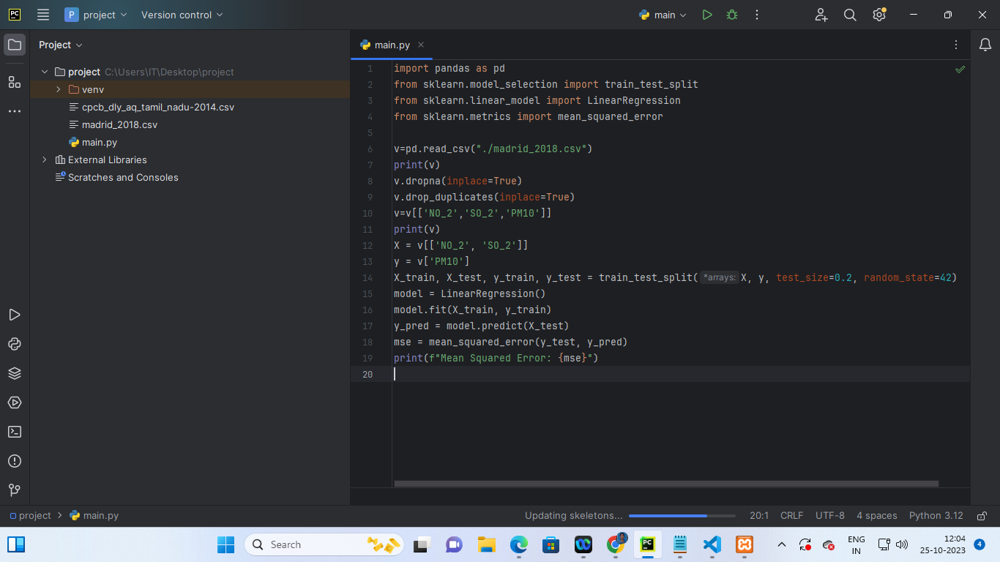 PC
P project
Version control
main
Project
main.py
project C:\Users\IT\Desktop\project
venv
cpcb_dly_aq_tamil_nadu-2014.csv
madrid_2018.csv
main.py
External Libraries
Scratches and Consoles
1 import pandas as pd
2 from sklearn.model_selection import train_test_split
3 from sklearn.linear_model import LinearRegression
4 from sklearn.metrics import mean_squared_error
5
6 v=pd.read_csv("./madrid_2018.csv")
7 print(v)
8 v.dropna(inplace=True)
9 v.drop_duplicates(inplace=True)
10 v=v[['NO_2','SO_2','PM10']]
11 print(v)
12 X = v[['NO_2', 'SO_2']]
13 y = v['PM10']
14 X_train, X_test, y_train, y_test = train_test_split( *arrays: X, y, test_size=0.2, random_state=42)
15 model = LinearRegression()
16 model.fit(X_train, y_train)
17 y_pred = model.predict(X_test)
18 mse = mean_squared_error(y_test, y_pred)
19 print(f"Mean Squared Error: {mse}")
20
project > main.py
Updating skeletons...
20:1 CRLF UTF-8 4 spaces Python 3.12
Search
PC
ENG
IN
12:04
25-10-2023
4